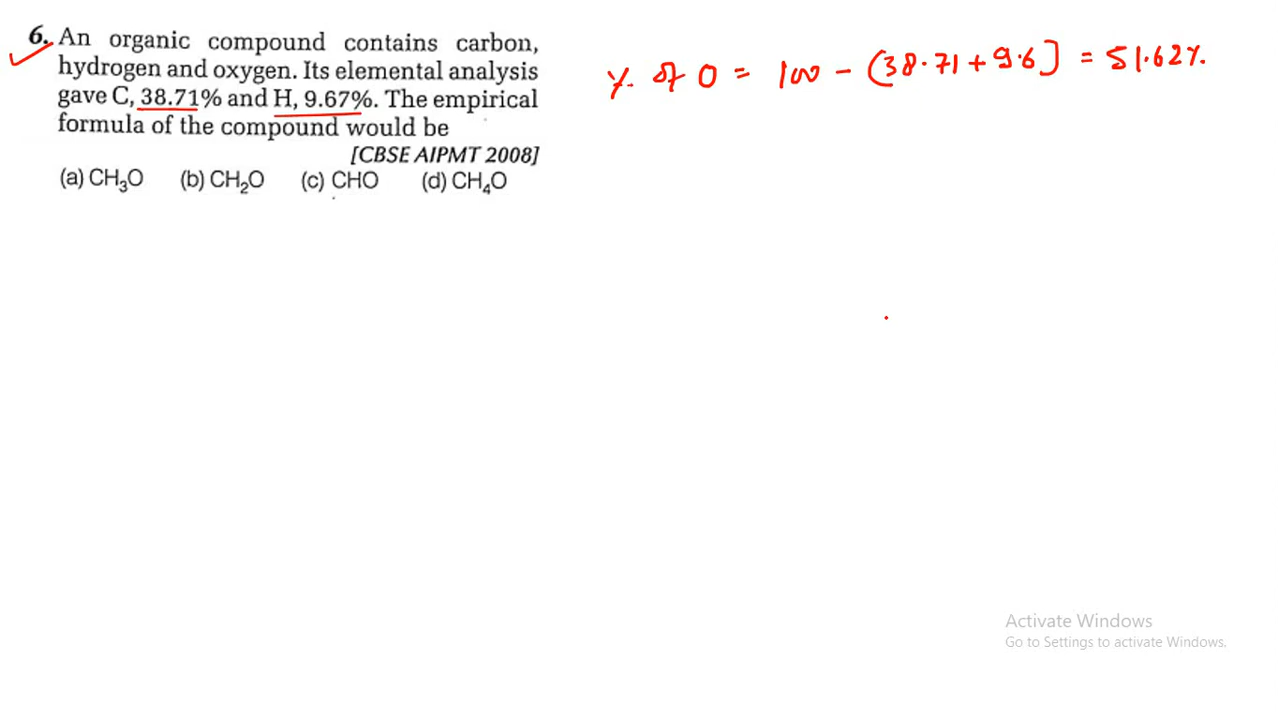 6. An organic compound contains carbon,
hydrogen and oxygen. Its elemental analysis
gave C, 38.71% and H, 9.67%. The empirical
formula of the compound would be
[CBSE AIPMT 2008]
(a) CH₃O (b) CH₂O (c) CHO (d) CH₄O
% of O = 100 - (38.71 + 9.6] = 51.62%.
Activate Windows
Go to Settings to activate Windows.